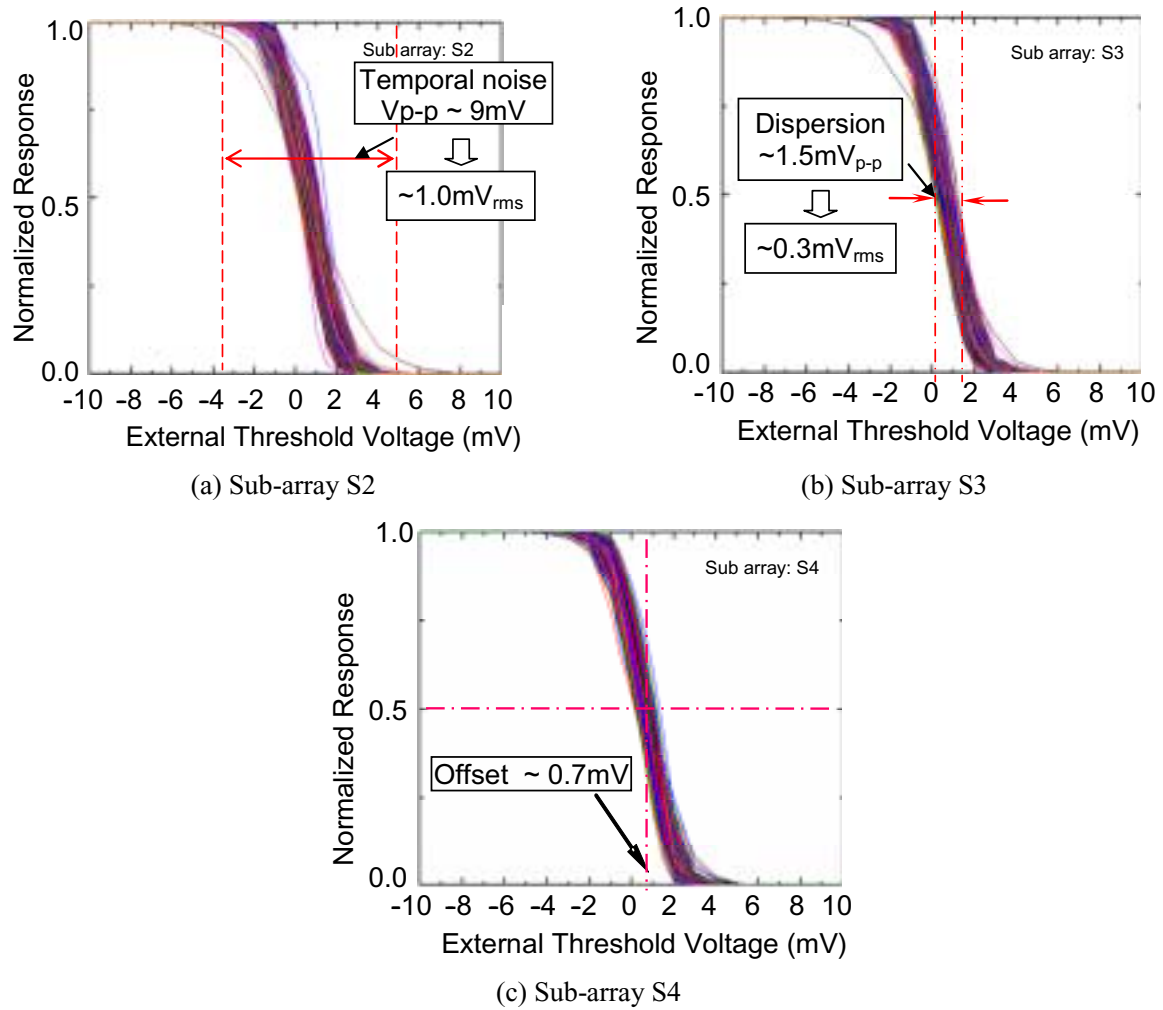 1.0
0.5
0.0
Normalized Response
Sub array: S2
Temporal noise
Vp-p ~ 9mV
~1.0mVrms
-10 -8 -6 -4 -2 0 2 4 6 8 10
External Threshold Voltage (mV)
(a) Sub-array S2
1.0
0.5
0.0
Normalized Response
Sub array: S3
Dispersion
~1.5mVp-p
~0.3mVrms
-10 -8 -6 -4 -2 0 2 4 6 8 10
External Threshold Voltage (mV)
(b) Sub-array S3
1.0
0.5
0.0
Normalized Response
Sub array: S4
Offset ~ 0.7mV
-10 -8 -6 -4 -2 0 2 4 6 8 10
External Threshold Voltage (mV)
(c) Sub-array S4